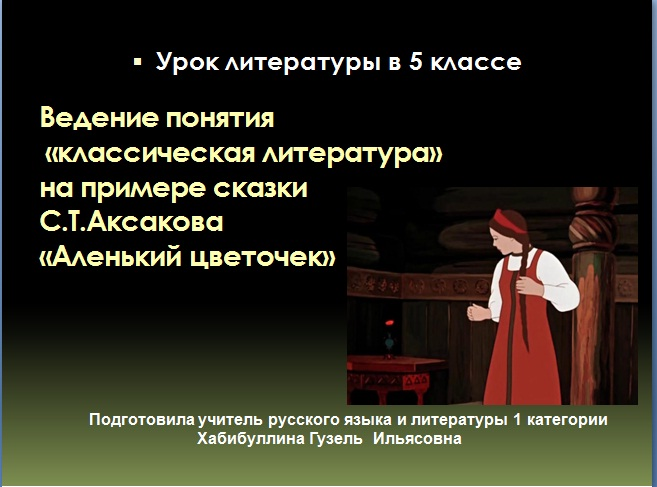 Урок литературы в 5 классе
Ведение понятия
«классическая литература»
на примере сказки
С.Т.Аксакова
«Аленький цветочек»
Подготовила учитель русского языка и литературы 1 категории
Хабибуллина Гузель Ильясовна